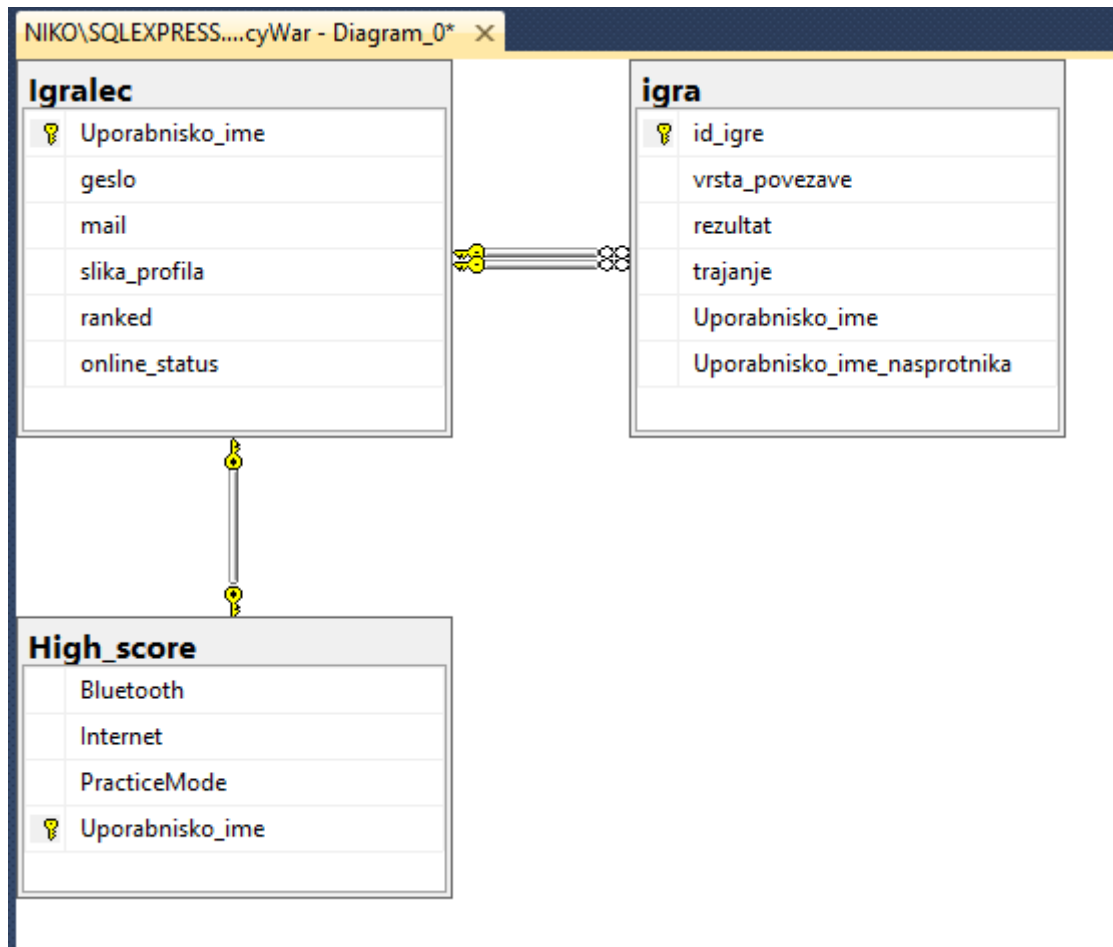 NIKO\SQLEXPRESS....cyWar - Diagram_0*
Igralec
Uporabnisko_ime
geslo
mail
slika_profila
ranked
online_status
igra
id_igre
vrsta_povezave
rezultat
trajanje
Uporabnisko_ime
Uporabnisko_ime_nasprotnika
High_score
Bluetooth
Internet
PracticeMode
Uporabnisko_ime